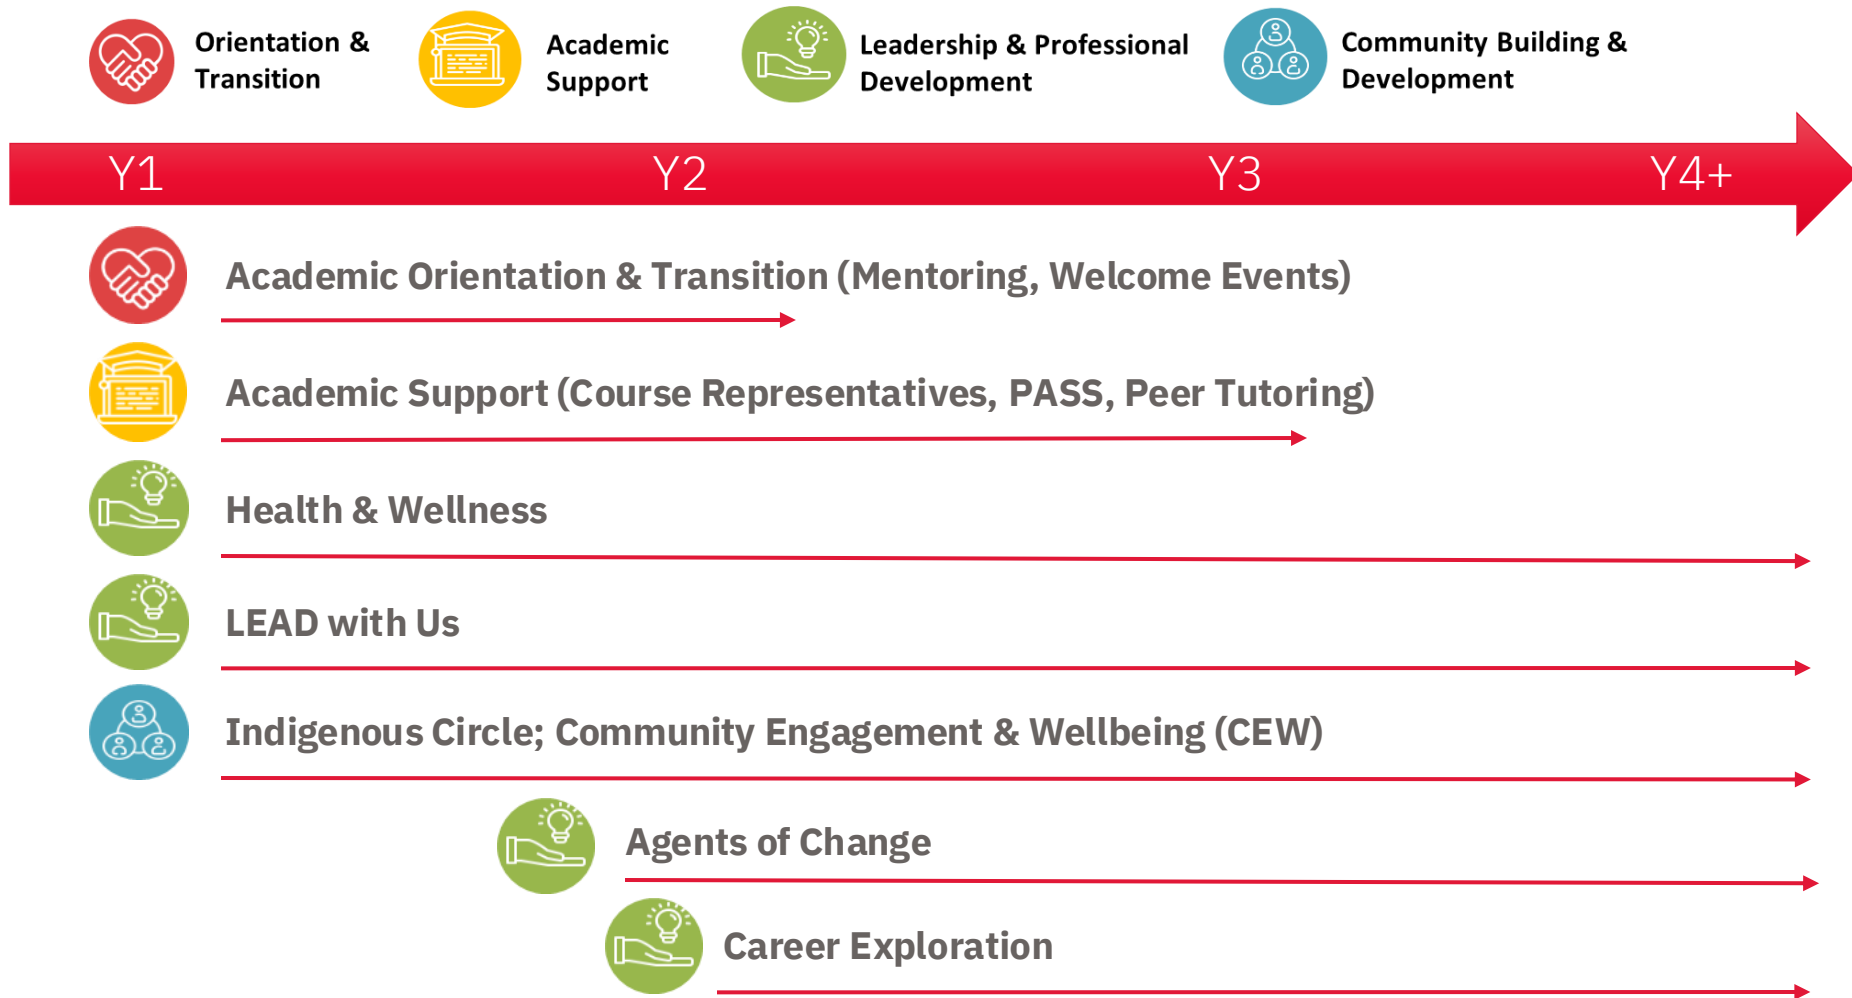 Orientation &
Transition
Academic
Support
Leadership & Professional
Development
Community Building &
Development
Y1 Y2 Y3 Y4+
Academic Orientation & Transition (Mentoring, Welcome Events)
Academic Support (Course Representatives, PASS, Peer Tutoring)
Health & Wellness
LEAD with Us
Indigenous Circle; Community Engagement & Wellbeing (CEW)
Agents of Change
Career Exploration